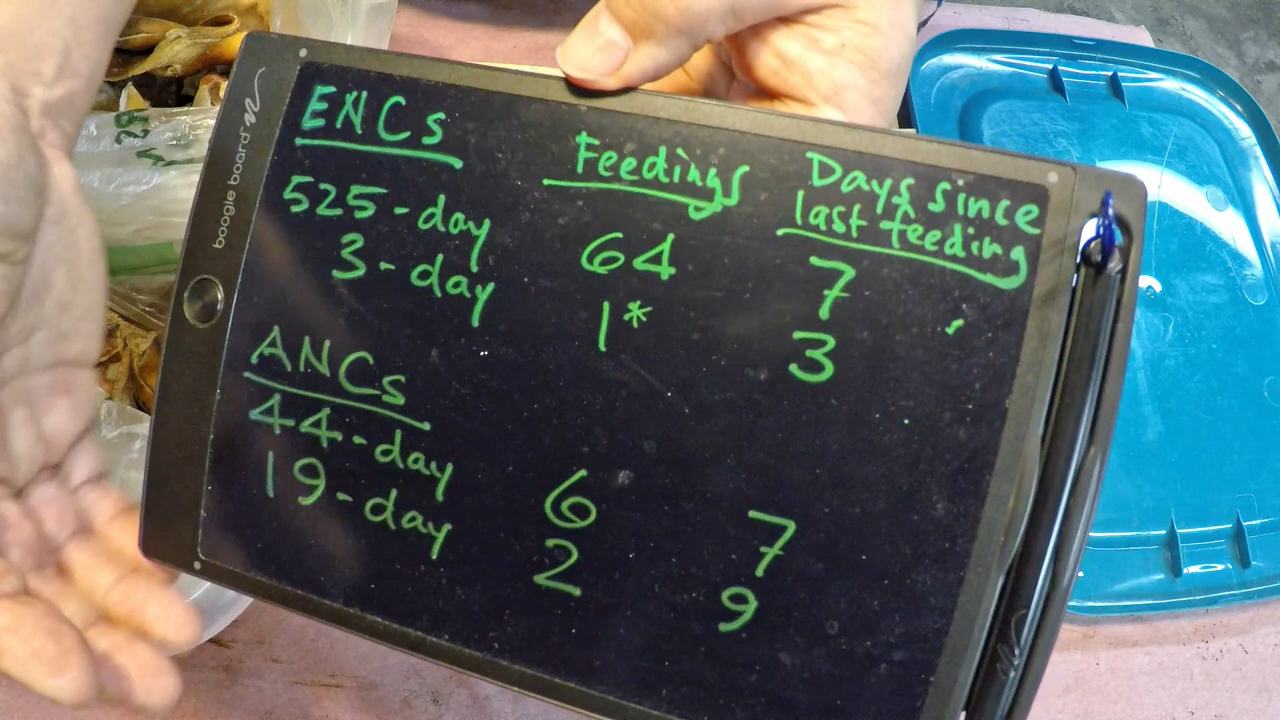 ENCs Feedings Days since
last feeding
525-day 64 7
3-day 1* 3
ANCs
44-day 6 7
19-day 2 9
boogie board
29